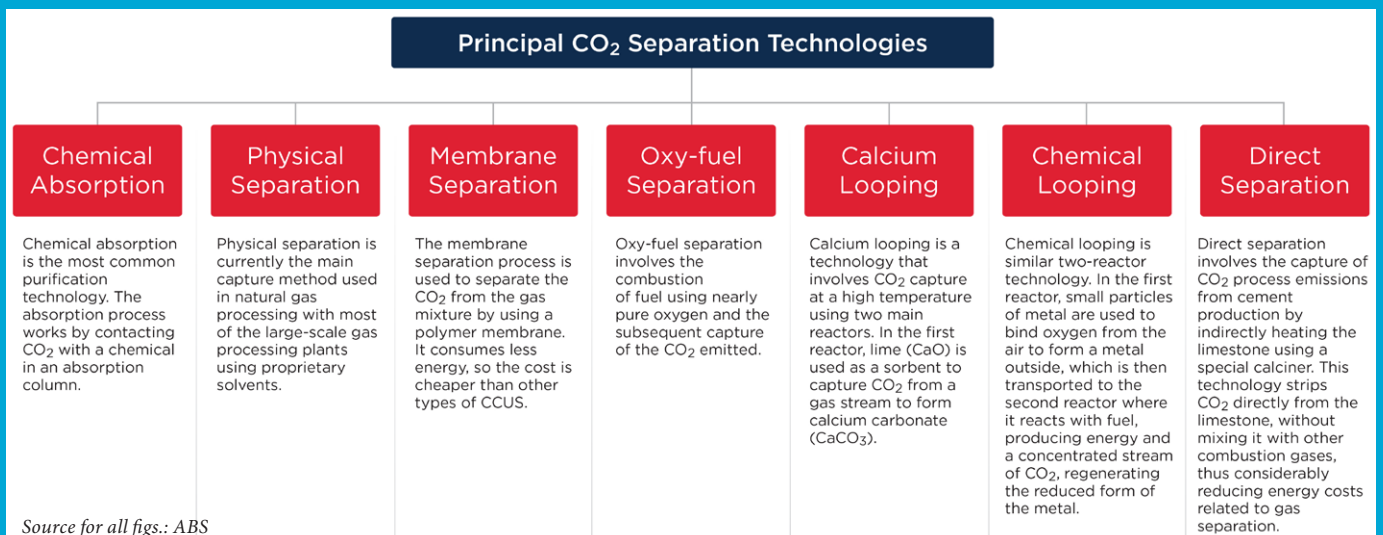 Principal CO₂ Separation Technologies
Chemical
Absorption
Chemical absorption
is the most common
purification
technology. The
absorption process
works by contacting
CO₂ with a chemical
in an absorption
column.
Physical
Separation
Physical separation is
currently the main
capture method used
in natural gas
processing with most
of the large-scale gas
processing plants
using proprietary
solvents.
Membrane
Separation
The membrane
separation process is
used to separate the
CO₂ from the gas
mixture by using a
polymer membrane.
It consumes less
energy, so the cost is
cheaper than other
types of CCUS.
Oxy-fuel
Separation
Oxy-fuel separation
involves the
combustion
of fuel using nearly
pure oxygen and the
subsequent capture
of the CO₂ emitted.
Calcium
Looping
Calcium looping is a
technology that
involves CO₂ capture
at a high temperature
using two main
reactors. In the first
reactor, lime (CaO) is
used as a sorbent to
capture CO₂ from a
gas stream to form
calcium carbonate
(CaCO₃).
Chemical
Looping
Chemical looping is
similar two-reactor
technology. In the first
reactor, small particles
of metal are used to
bind oxygen from the
air to form a metal
outside, which is then
transported to the
second reactor where
it reacts with fuel,
producing energy and
a concentrated stream
of CO₂, regenerating
the reduced form of
the metal.
Direct
Separation
Direct separation
involves the capture of
CO₂ process emissions
from cement
production by
indirectly heating the
limestone using a
special calciner. This
technology strips
CO₂ directly from the
limestone, without
mixing it with other
combustion gases,
thus considerably
reducing energy costs
related to gas
separation.
Source for all figs.: ABS